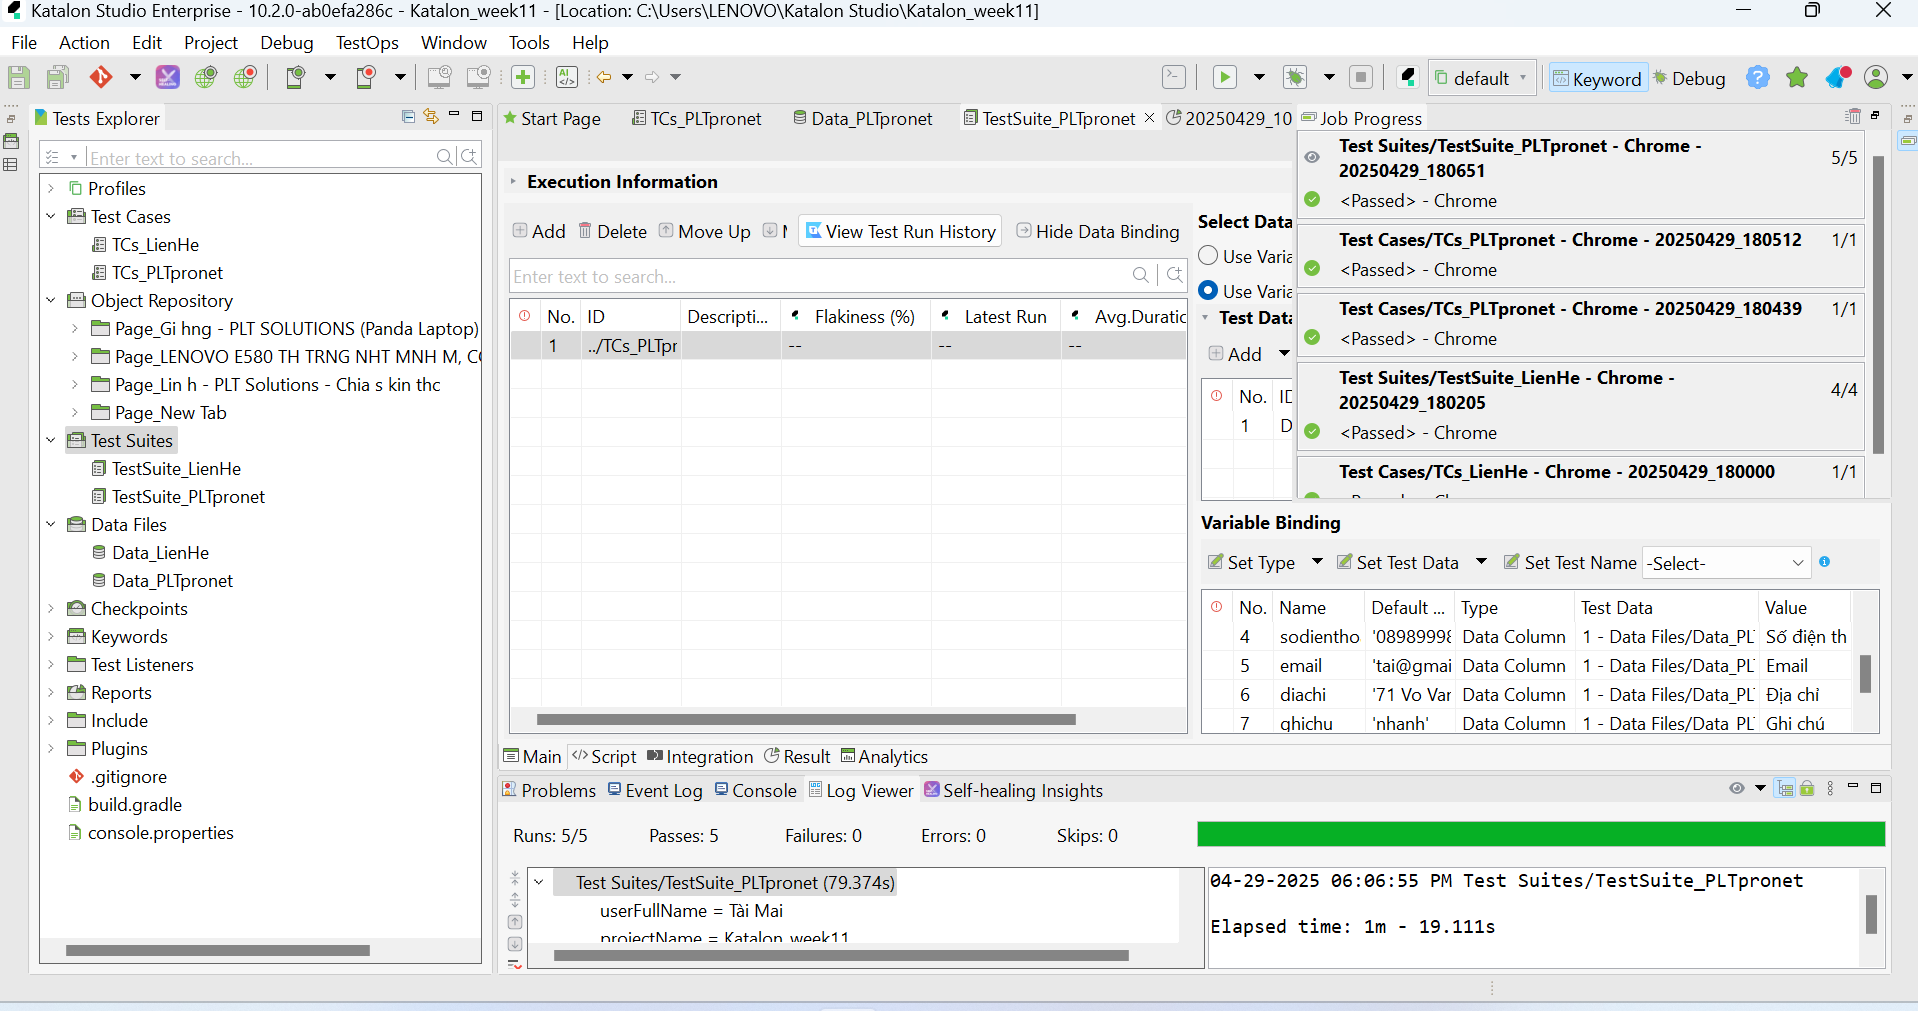 Katalon Studio Enterprise - 10.2.0-ab0efa286c - Katalon_week11 - [Location: C:\Users\LENOVO\Katalon Studio\Katalon_week11]
File Action Edit Project Debug TestOps Window Tools Help
default Keyword Debug
Tests Explorer
Enter text to search...
Profiles
Test Cases
TCs_LienHe
TCs_PLTpronet
Object Repository
Page_Gi hng - PLT SOLUTIONS (Panda Laptop)
Page_LENOVO E580 TH TRNG NHT MNH M, C
Page_Lin h - PLT Solutions - Chia s kin thc
Page_New Tab
Test Suites
TestSuite_LienHe
TestSuite_PLTpronet
Data Files
Data_LienHe
Data_PLTpronet
Checkpoints
Keywords
Test Listeners
Reports
Include
Plugins
.gitignore
build.gradle
console.properties
Start Page TCs_PLTpronet Data_PLTpronet TestSuite_PLTpronet 20250429_10
Execution Information
Add Delete Move Up View Test Run History Hide Data Binding
Enter text to search...
No. ID Descripti... Flakiness (%) Latest Run Avg.Duratic
1 ../TCs_PLTpr -- -- --
Select Data
Use Varia
Use Varia
Test Data
Add
No. ID
1 D
Job Progress
Test Suites/TestSuite_PLTpronet - Chrome -
20250429_180651 5/5
<Passed> - Chrome
Test Cases/TCs_PLTpronet - Chrome - 20250429_180512 1/1
<Passed> - Chrome
Test Cases/TCs_PLTpronet - Chrome - 20250429_180439 1/1
<Passed> - Chrome
Test Suites/TestSuite_LienHe - Chrome -
20250429_180205 4/4
<Passed> - Chrome
Test Cases/TCs_LienHe - Chrome - 20250429_180000 1/1
Variable Binding
Set Type Set Test Data Set Test Name -Select-
No. Name Default ... Type Test Data Value
4 sodientho '08989998 Data Column 1 - Data Files/Data_PL Số điện th
5 email 'tai@gmai Data Column 1 - Data Files/Data_PL Email
6 diachi '71 Vo Var Data Column 1 - Data Files/Data_PL Địa chỉ
7 ghichu 'nhanh' Data Column 1 - Data Files/Data_PL Ghi chú
Main Script Integration Result Analytics
Problems Event Log Console Log Viewer Self-healing Insights
Runs: 5/5 Passes: 5 Failures: 0 Errors: 0 Skips: 0
Test Suites/TestSuite_PLTpronet (79.374s)
userFullName = Tài Mai
projectName = Katalon_week11
04-29-2025 06:06:55 PM Test Suites/TestSuite_PLTpronet
Elapsed time: 1m - 19.111s